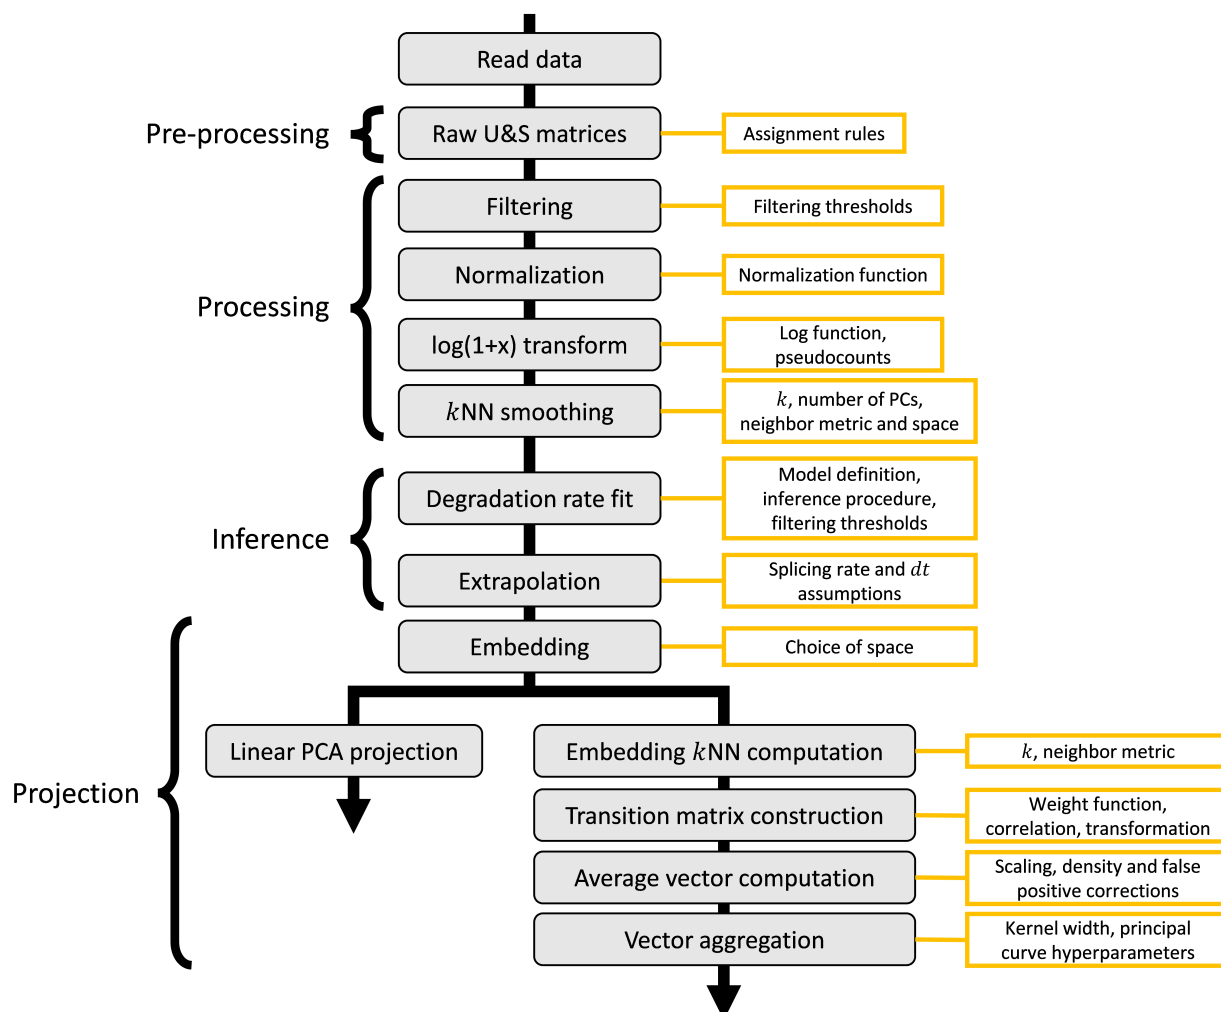 Read data
Pre-processing
Raw U&S matrices
Assignment rules
Filtering
Filtering thresholds
Processing
Normalization
Normalization function
log(1+x) transform
Log function,
pseudocounts
kNN smoothing
k, number of PCs,
neighbor metric and space
Inference
Degradation rate fit
Model definition,
inference procedure,
filtering thresholds
Extrapolation
Splicing rate and dt
assumptions
Projection
Embedding
Choice of space
Linear PCA projection
Embedding kNN computation
k, neighbor metric
Transition matrix construction
Weight function,
correlation, transformation
Average vector computation
Scaling, density and false
positive corrections
Vector aggregation
Kernel width, principal
curve hyperparameters